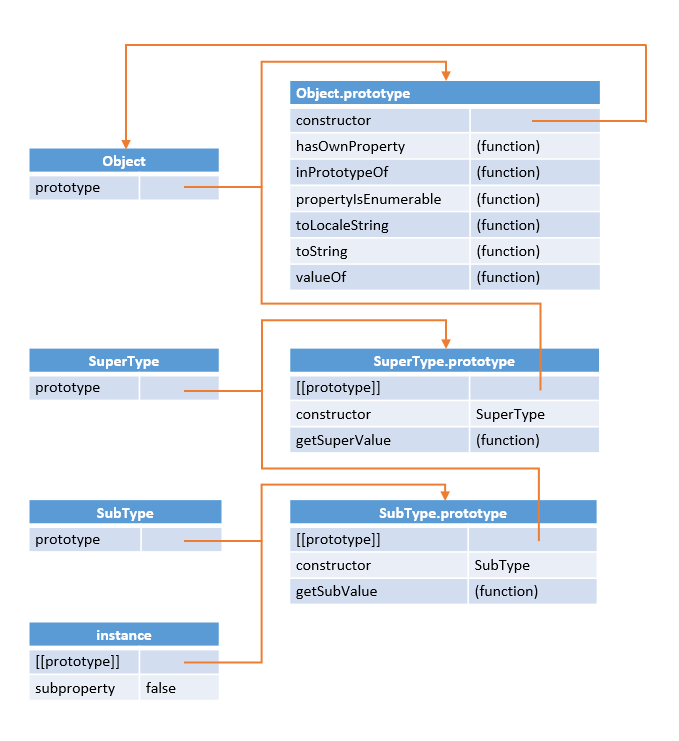 Object.prototype
constructor
hasOwnProperty (function)
inPrototypeOf (function)
propertyIsEnumerable (function)
toLocaleString (function)
toString (function)
valueOf (function)
Object
prototype
SuperType
prototype
SuperType.prototype
[[prototype]]
constructor SuperType
getSuperValue (function)
SubType
prototype
SubType.prototype
[[prototype]]
constructor SubType
getSubValue (function)
instance
[[prototype]]
subproperty false